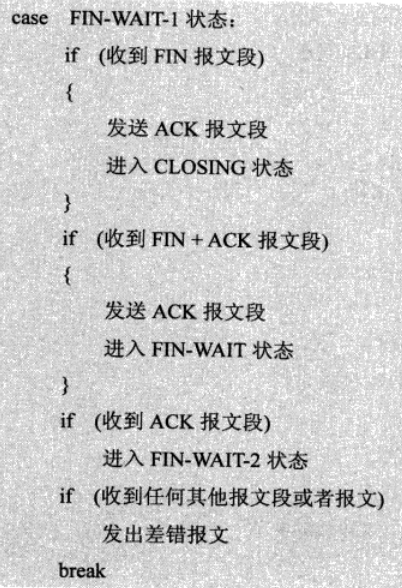 case FIN-WAIT-1 状态：
if (收到 FIN 报文段)
{
发送 ACK 报文段
进入 CLOSING 状态
}
if (收到 FIN + ACK 报文段)
{
发送 ACK 报文段
进入 FIN-WAIT 状态
}
if (收到 ACK 报文段)
进入 FIN-WAIT-2 状态
if (收到任何其他报文段或者报文)
发出差错报文
break